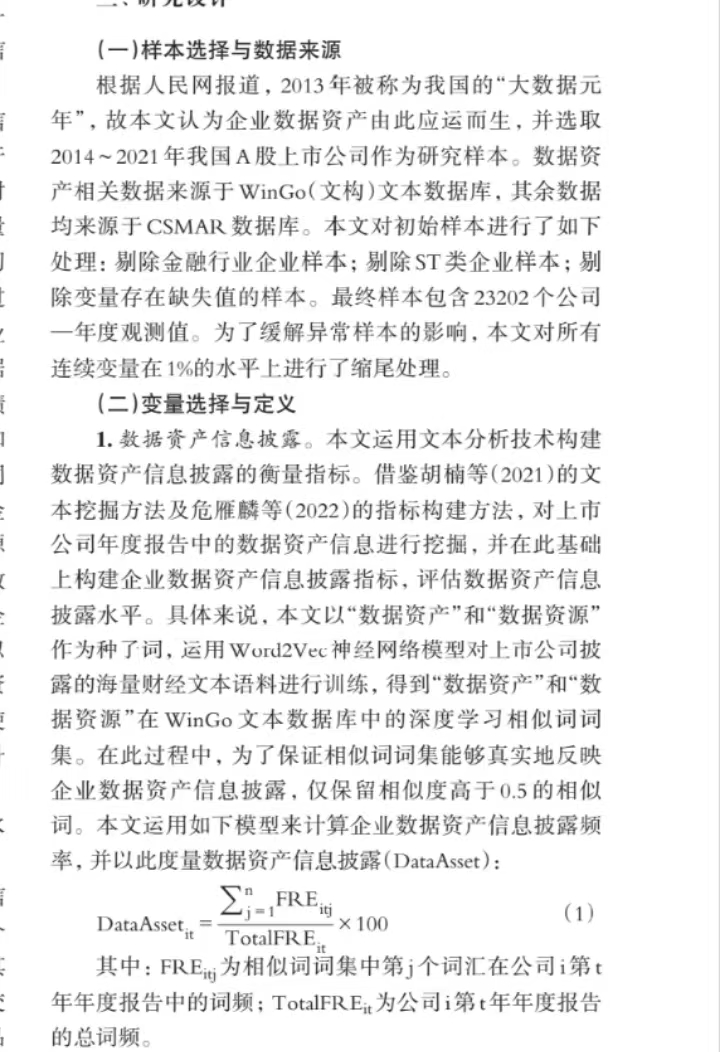 (一)样本选择与数据来源
根据人民网报道，2013年被称为我国的“大数据元
年”，故本文认为企业数据资产由此应运而生，并选取
2014~2021年我国A股上市公司作为研究样本。数据资
产相关数据来源于WinGo(文构)文本数据库，其余数据
均来源于CSMAR数据库。本文对初始样本进行了如下
处理：剔除金融行业企业样本；剔除ST类企业样本；剔
除变量存在缺失值的样本。最终样本包含23202个公司
—年度观测值。为了缓解异常样本的影响，本文对所有
连续变量在1%的水平上进行了缩尾处理。
(二)变量选择与定义
1. 数据资产信息披露。本文运用文本分析技术构建
数据资产信息披露的衡量指标。借鉴胡楠等(2021)的文
本挖掘方法及危雁麟等(2022)的指标构建方法，对上市
公司年度报告中的数据资产信息进行挖掘，并在此基础
上构建企业数据资产信息披露指标，评估数据资产信息
披露水平。具体来说，本文以“数据资产”和“数据资源”
作为种子词，运用Word2Vec神经网络模型对上市公司披
露的海量财经文本语料进行训练，得到“数据资产”和“数
据资源”在WinGo文本数据库中的深度学习相似词词
集。在此过程中，为了保证相似词词集能够真实地反映
企业数据资产信息披露，仅保留相似度高于0.5的相似
词。本文运用如下模型来计算企业数据资产信息披露频
率，并以此度量数据资产信息披露(DataAsset)：
DataAsset_it = ∑_{j=1}^{n} FRE_itj / TotalFRE_it × 100 (1)
其中：FRE_itj为相似词词集中第j个词汇在公司i第t
年年度报告中的词频；TotalFRE_it为公司i第t年年度报告
的总词频。